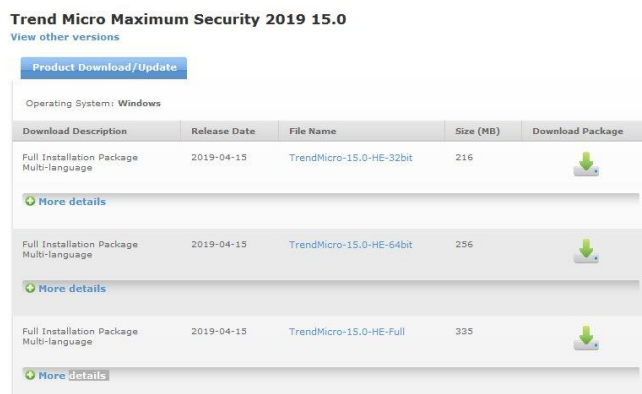 Trend Micro Maximum Security 2019 15.0
View other versions
Product Download/Update
Operating System: Windows
Download Description Release Date File Name Size (MB) Download Package
Full Installation Package 2019-04-15 TrendMicro-15.0-HE-32bit 216
Multi-language
More details
Full Installation Package 2019-04-15 TrendMicro-15.0-HE-64bit 256
Multi-language
More details
Full Installation Package 2019-04-15 TrendMicro-15.0-HE-Full 335
Multi-language
More details